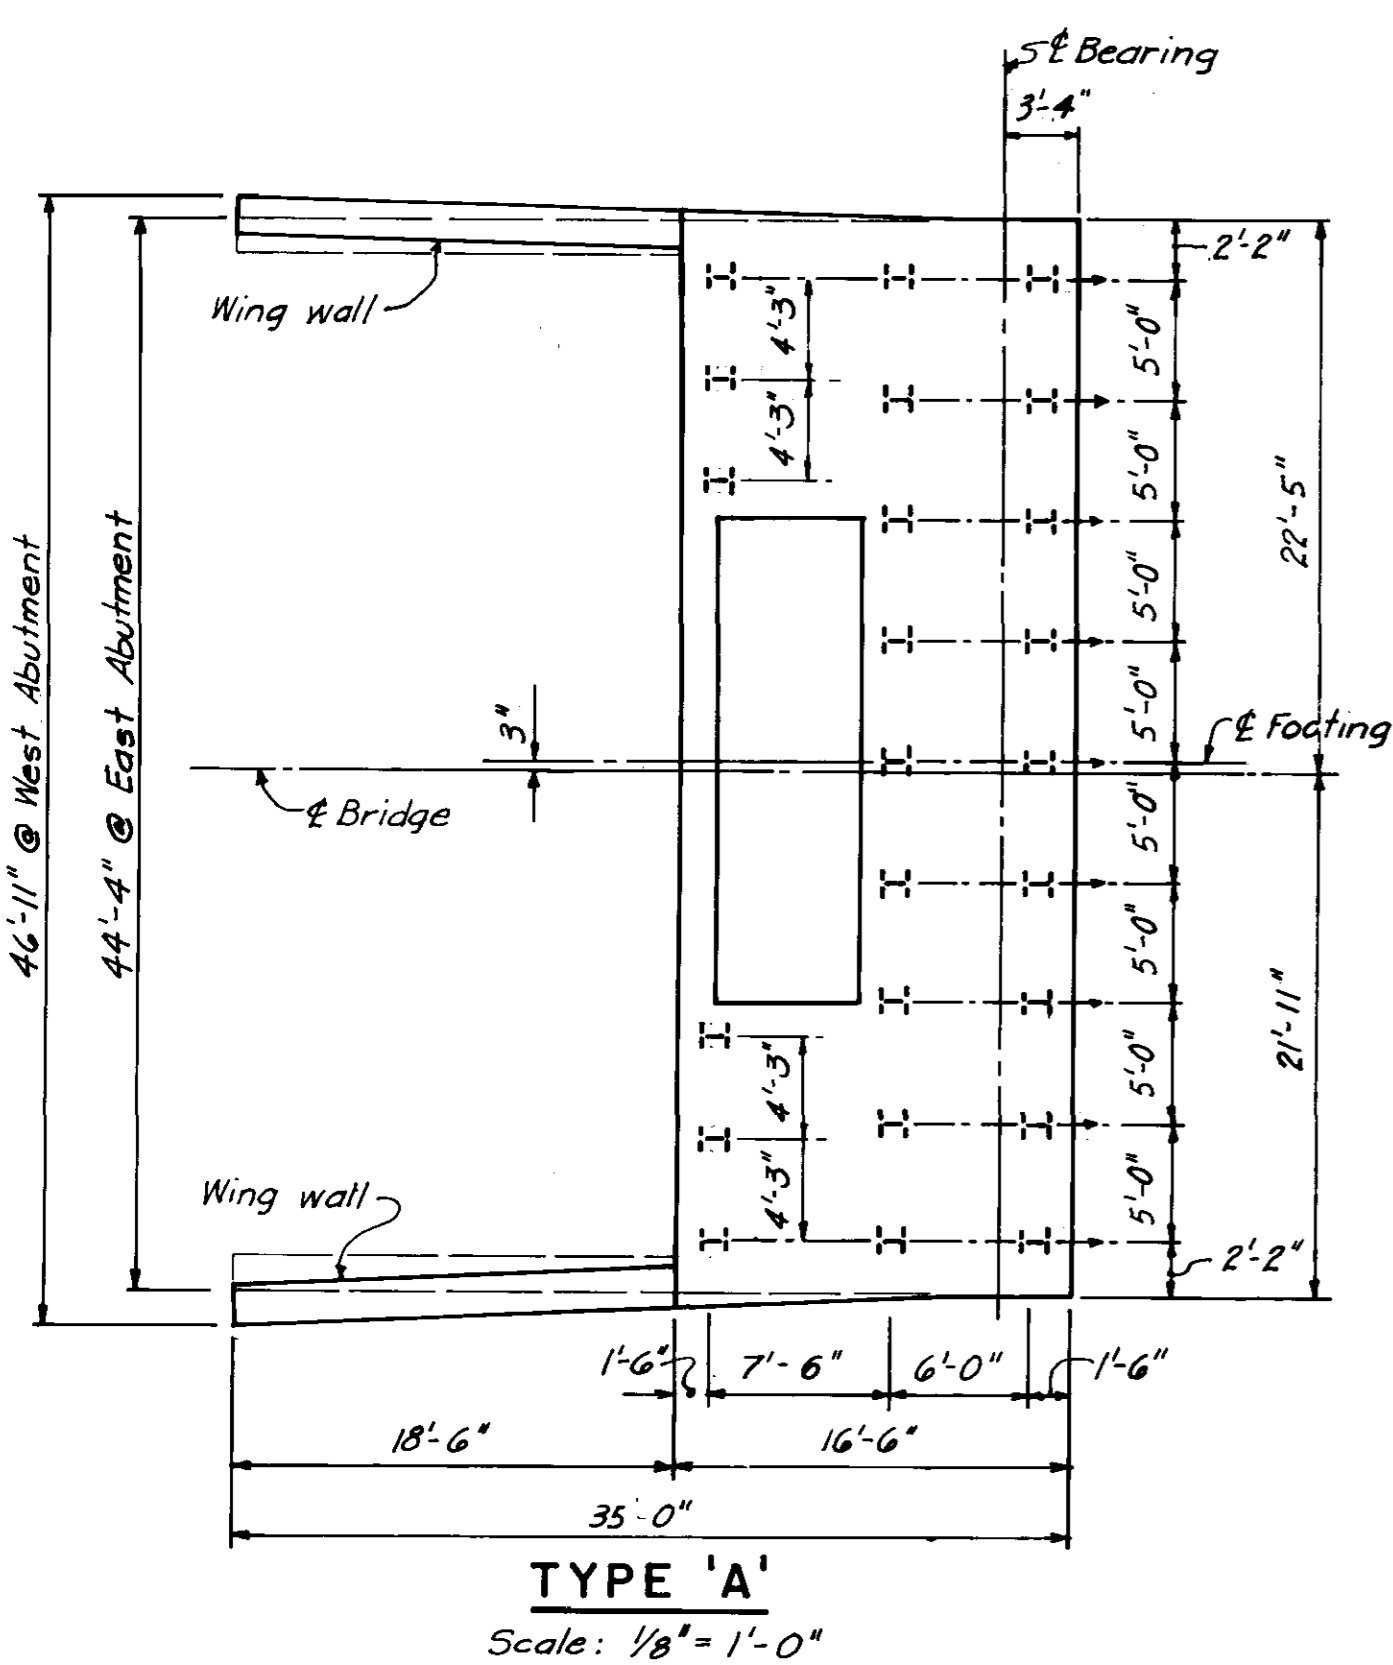 ℄ Bearing
3'-4"
2'-2"
Wing wall
4'-3"
5'-0"
4'-3"
5'-0"
22'-5"
5'-0"
46'-11" @ West Abutment
44'-4" @ East Abutment
3"
5'-0"
℄ Footing
℄ Bridge
5'-0"
5'-0"
21'-11"
4'-3"
5'-0"
Wing wall
4'-3"
5'-0"
2'-2"
1'-6"
7'-6"
6'-0"
1'-6"
18'-6"
16'-6"
35'-0"
TYPE 'A'
Scale: 1/8" = 1'-0"